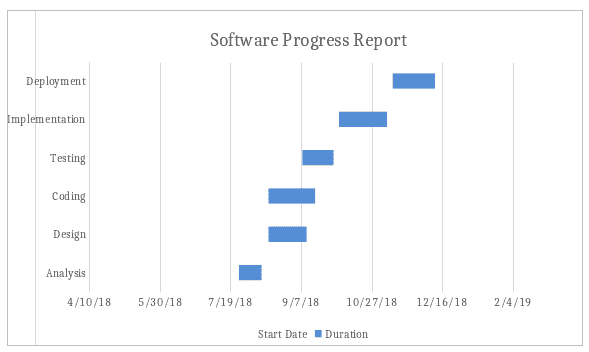 Software Progress Report
Deployment
Implementation
Testing
Coding
Design
Analysis
4/10/18 5/30/18 7/19/18 9/7/18 10/27/18 12/16/18 2/4/19
Start Date Duration